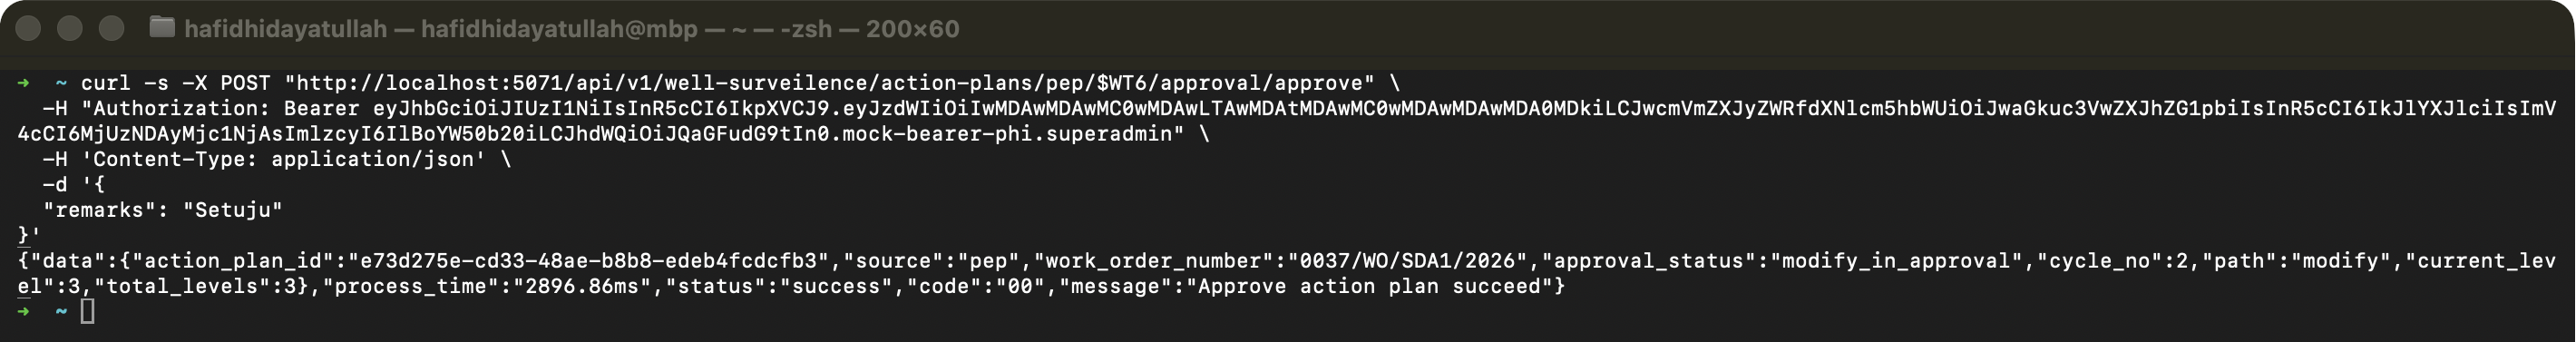 hafidhidayatullah — hafidhidayatullah@mbp — ~ — -zsh — 200×60
➜  ~ curl -s -X POST "http://localhost:5071/api/v1/well-surveilence/action-plans/pep/$WT6/approval/approve" \
  -H "Authorization: Bearer eyJhbGciOiJIUzI1NiIsInR5cCI6IkpXVCJ9.eyJzdWIiOiIwMDAwMDAwMC0wMDAwLTAwMDAtMDAwMC0wMDAwMDAwMDA0MDkiLCJwcmVmZXJyZWRfdXNlcm5hbWUiOiJwaGkuc3VwZXJhZG1pbiIsInR5cCI6IkJlYXJlciIsImV
4cCI6MjUzNDAyMjc1NjAsImlzcyI6IlBoYW50b20iLCJhdWQiOiJQaGFudG9tIn0.mock-bearer-phi.superadmin" \
  -H 'Content-Type: application/json' \
  -d '{
  "remarks": "Setuju"
}'
{"data":{"action_plan_id":"e73d275e-cd33-48ae-b8b8-edeb4fcdcfb3","source":"pep","work_order_number":"0037/WO/SDA1/2026","approval_status":"modify_in_approval","cycle_no":2,"path":"modify","current_lev
el":3,"total_levels":3},"process_time":"2896.86ms","status":"success","code":"00","message":"Approve action plan succeed"}
➜  ~